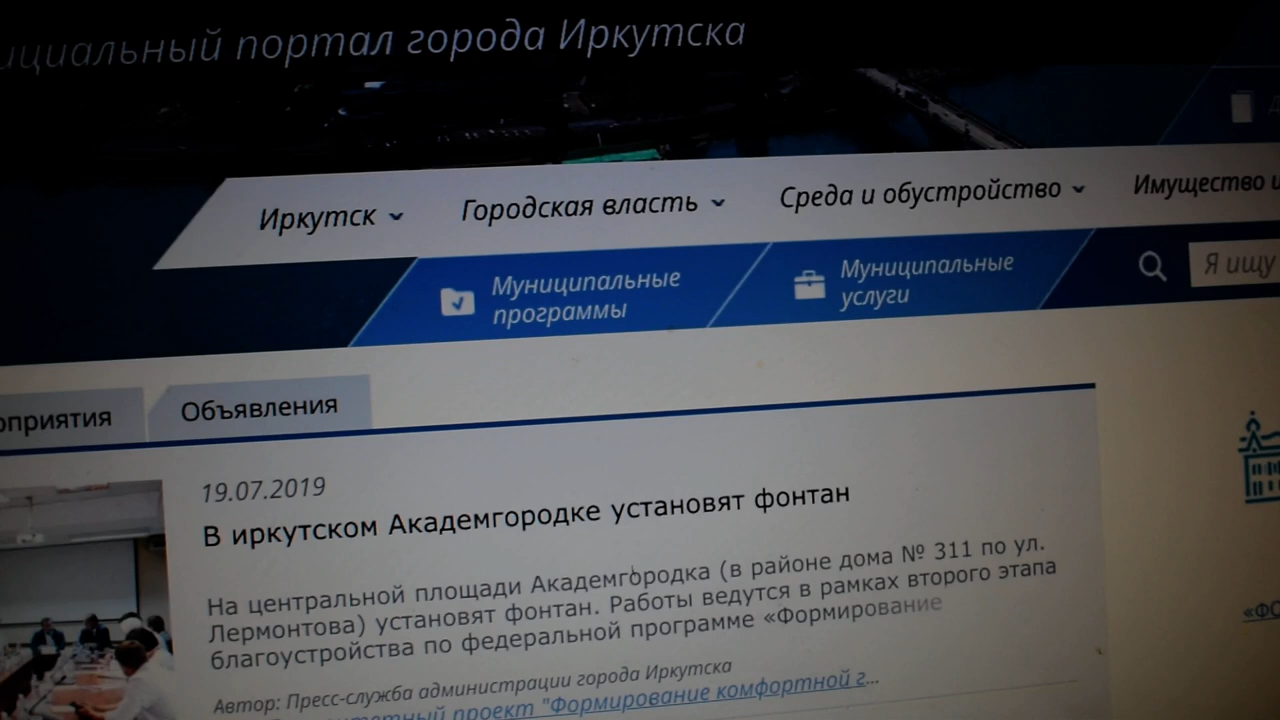 ициальный портал города Иркутска
Иркутск
Городская власть
Среда и обустройство
Имущество и
Муниципальные
программы
Муниципальные
услуги
Я ищу
оприятия
Объявления
19.07.2019
В иркутском Академгородке установят фонтан
На центральной площади Академгородка (в районе дома № 311 по ул.
Лермонтова) установят фонтан. Работы ведутся в рамках второго этапа
благоустройства по федеральной программе «Формирование
Автор: Пресс-служба администрации города Иркутска
проект "Формирование комфортной г...
«ФО